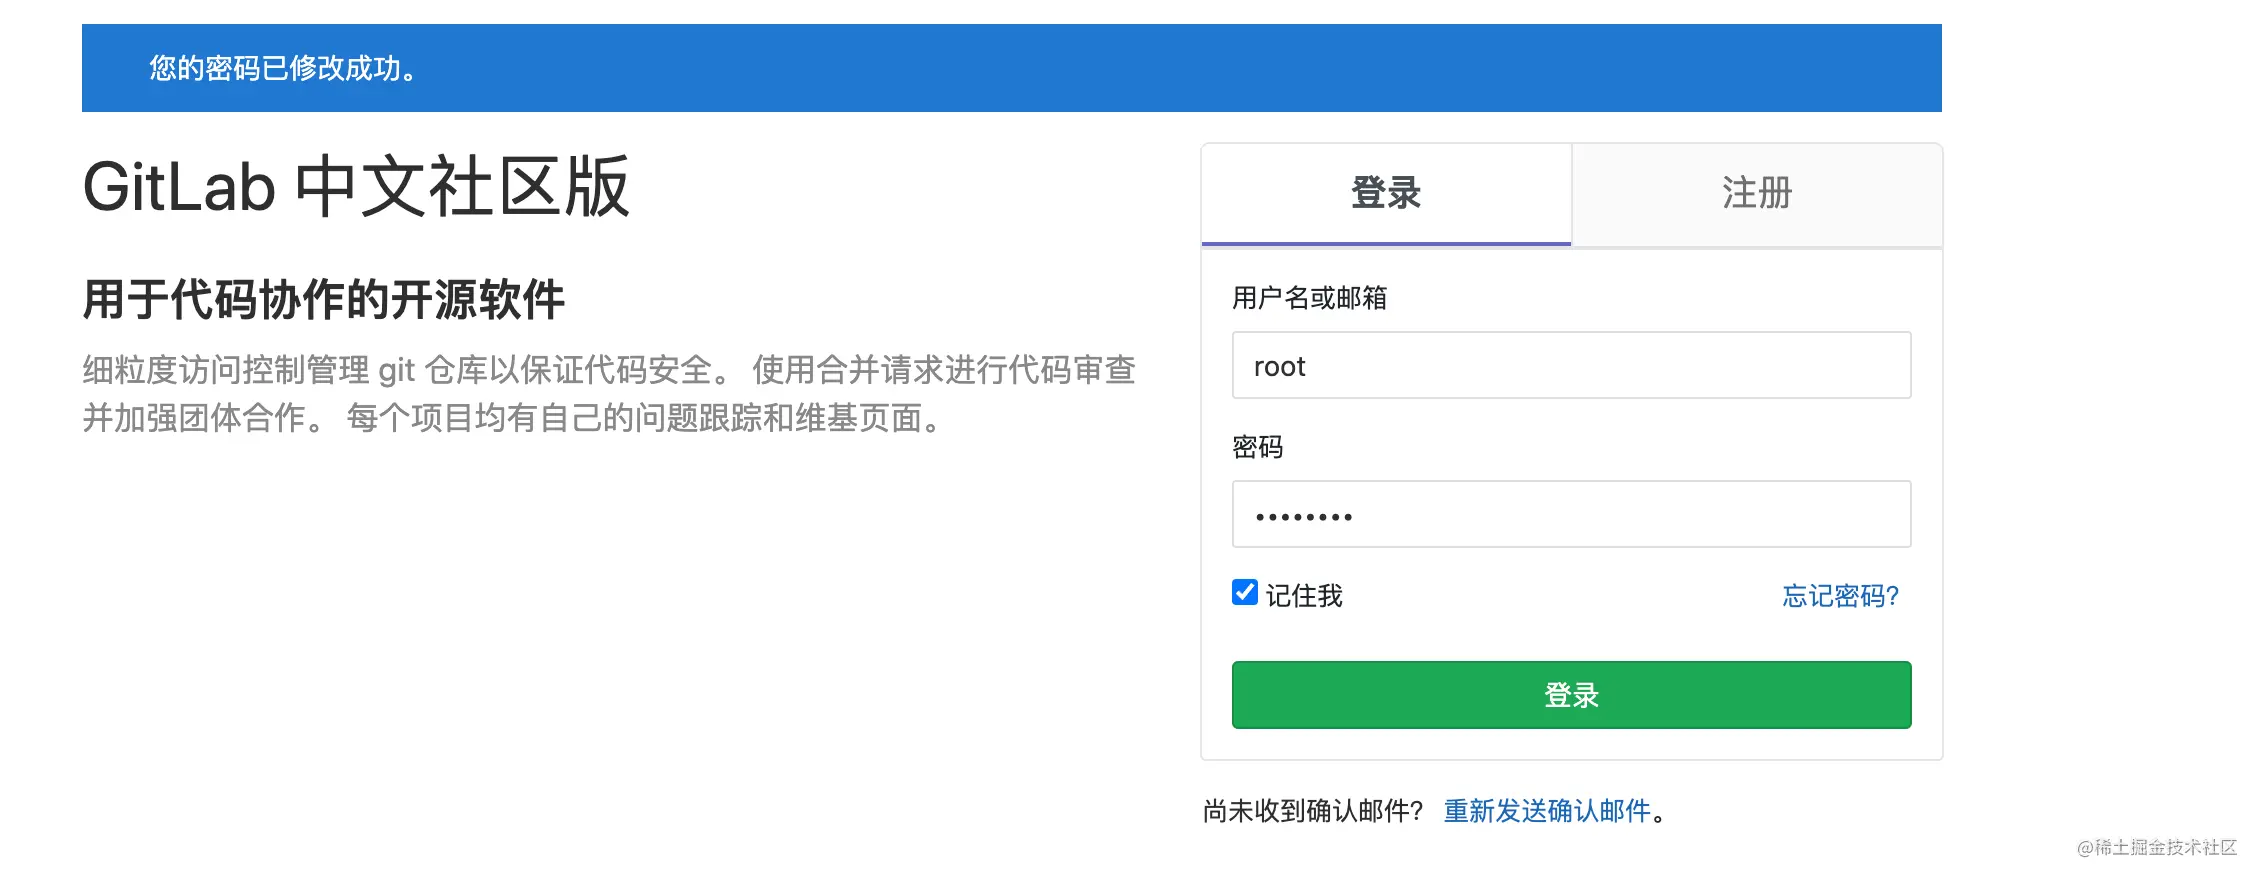 您的密码已修改成功。
GitLab 中文社区版
用于代码协作的开源软件
细粒度访问控制管理 git 仓库以保证代码安全。 使用合并请求进行代码审查
并加强团体合作。 每个项目均有自己的问题跟踪和维基页面。
登录 注册
用户名或邮箱
root
密码
••••••••
记住我 忘记密码?
登录
尚未收到确认邮件? 重新发送确认邮件。
@稀土掘金技术社区